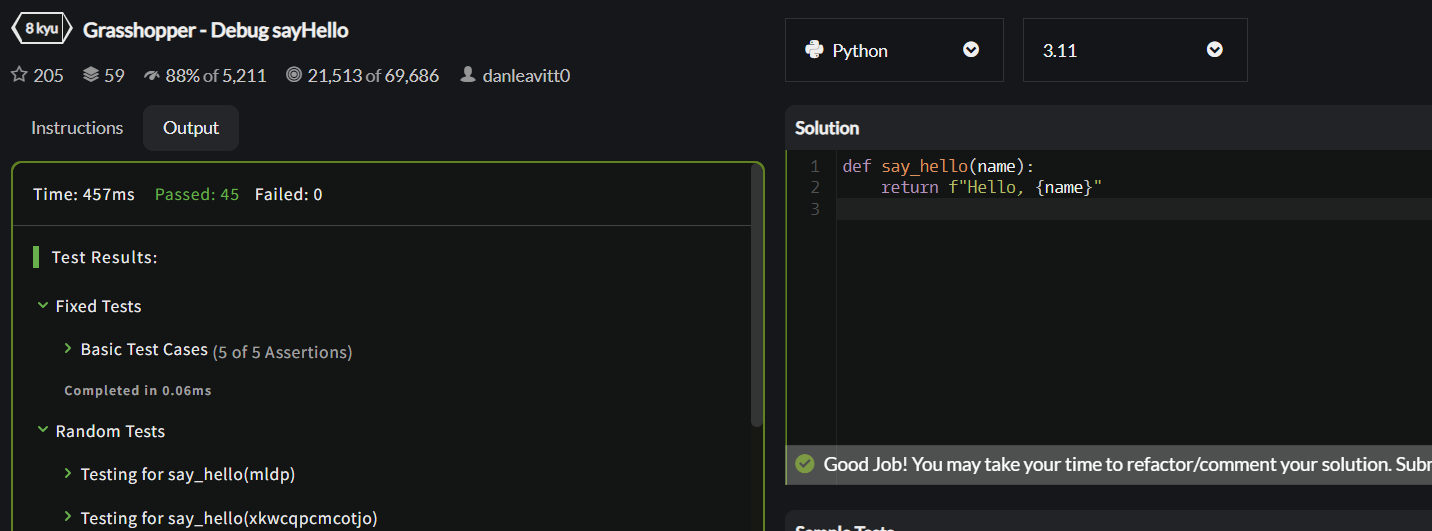 8 kyu Grasshopper - Debug sayHello
205 59 88% of 5,211 21,513 of 69,686 danleavitt0
Instructions Output
Time: 457ms Passed: 45 Failed: 0
Test Results:
Fixed Tests
Basic Test Cases (5 of 5 Assertions)
Completed in 0.06ms
Random Tests
Testing for say_hello(mldp)
Testing for say_hello(xkwcqpcmcotjo)
Python 3.11
Solution
1 def say_hello(name):
2 return f"Hello, {name}"
3
Good Job! You may take your time to refactor/comment your solution. Subm
Sample Tests